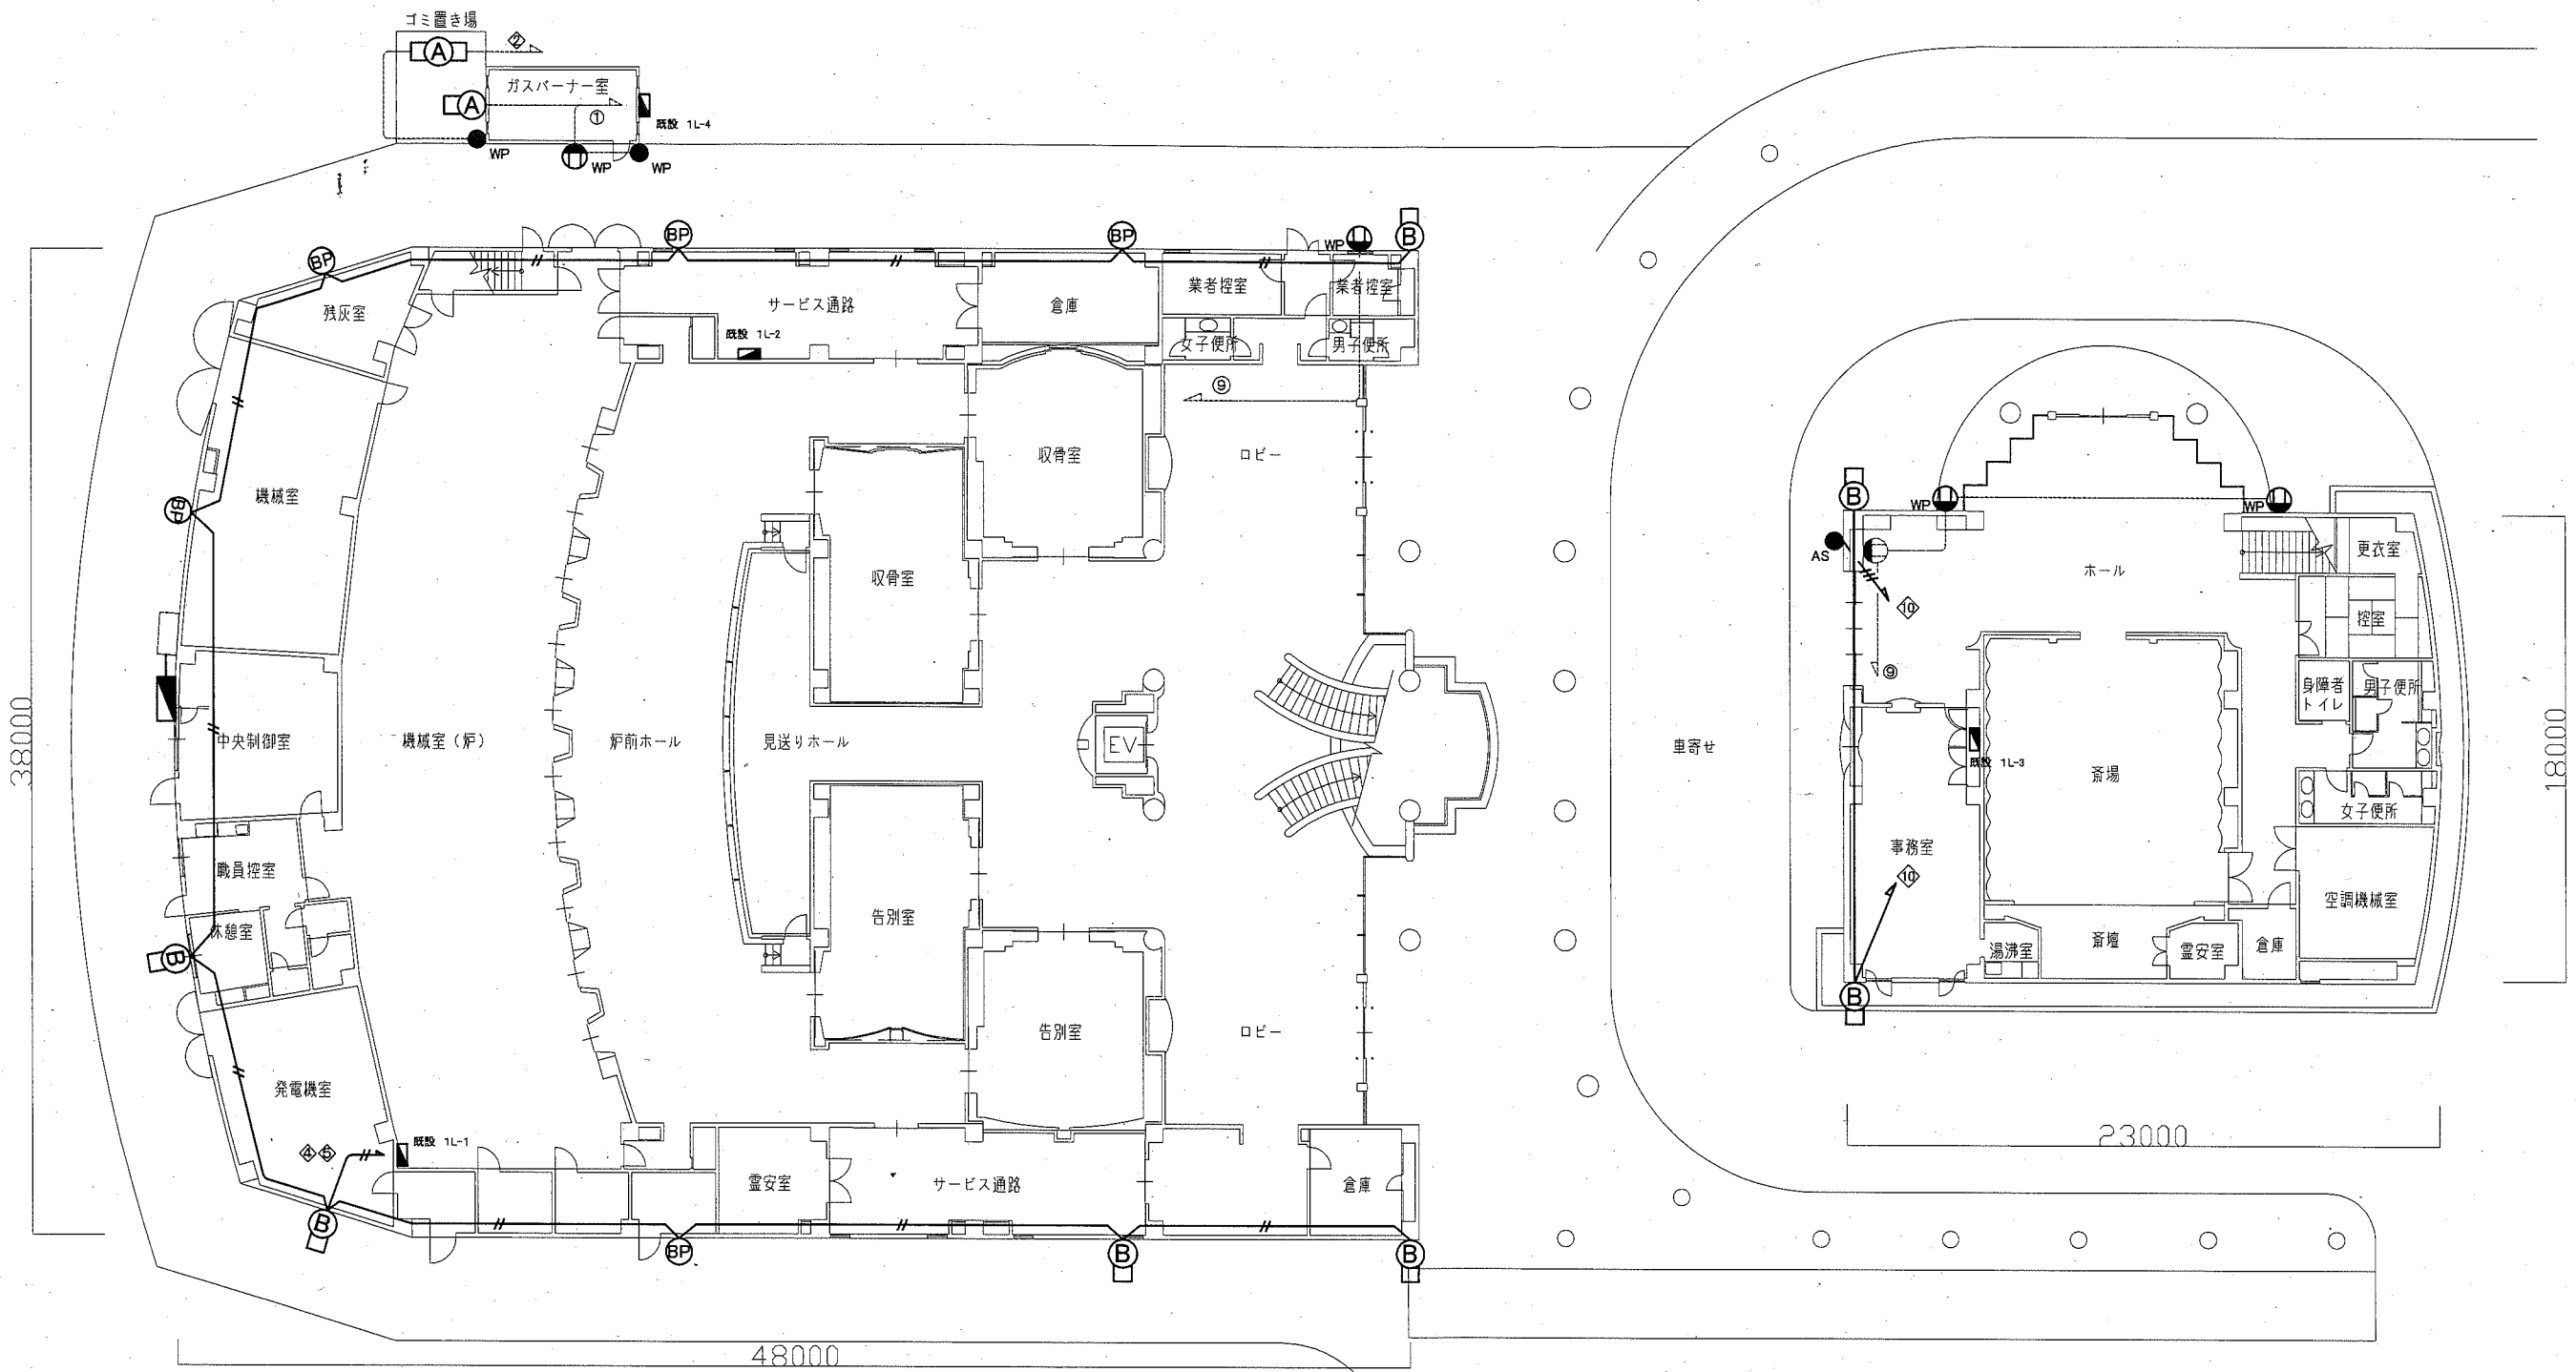 ゴミ置き場
A
②
ガスバーナー室
A
①
既設 1L-4
WP
WP
WP
BP
BP
BP
WP
B
残灰室
サービス通路
倉庫
業者控室
業者控室
既設 1L-2
女子便所
男子便所
⑨
収骨室
ロビー
機械室
BP
収骨室
B
WP
WP
AS
更衣室
ホール
10
控室
⑨
身障者
トイレ
男子便所
38000
中央制御室
機械室（炉）
炉前ホール
見送りホール
EV
車寄せ
既設 1L-3
斎場
18000
女子便所
事務室
職員控室
10
告別室
空調機械室
休憩室
B
湯沸室
斎壇
霊安室
倉庫
B
告別室
ロビー
発電機室
既設 1L-1
4 5
23000
霊安室
サービス通路
倉庫
B
BP
B
B
48000